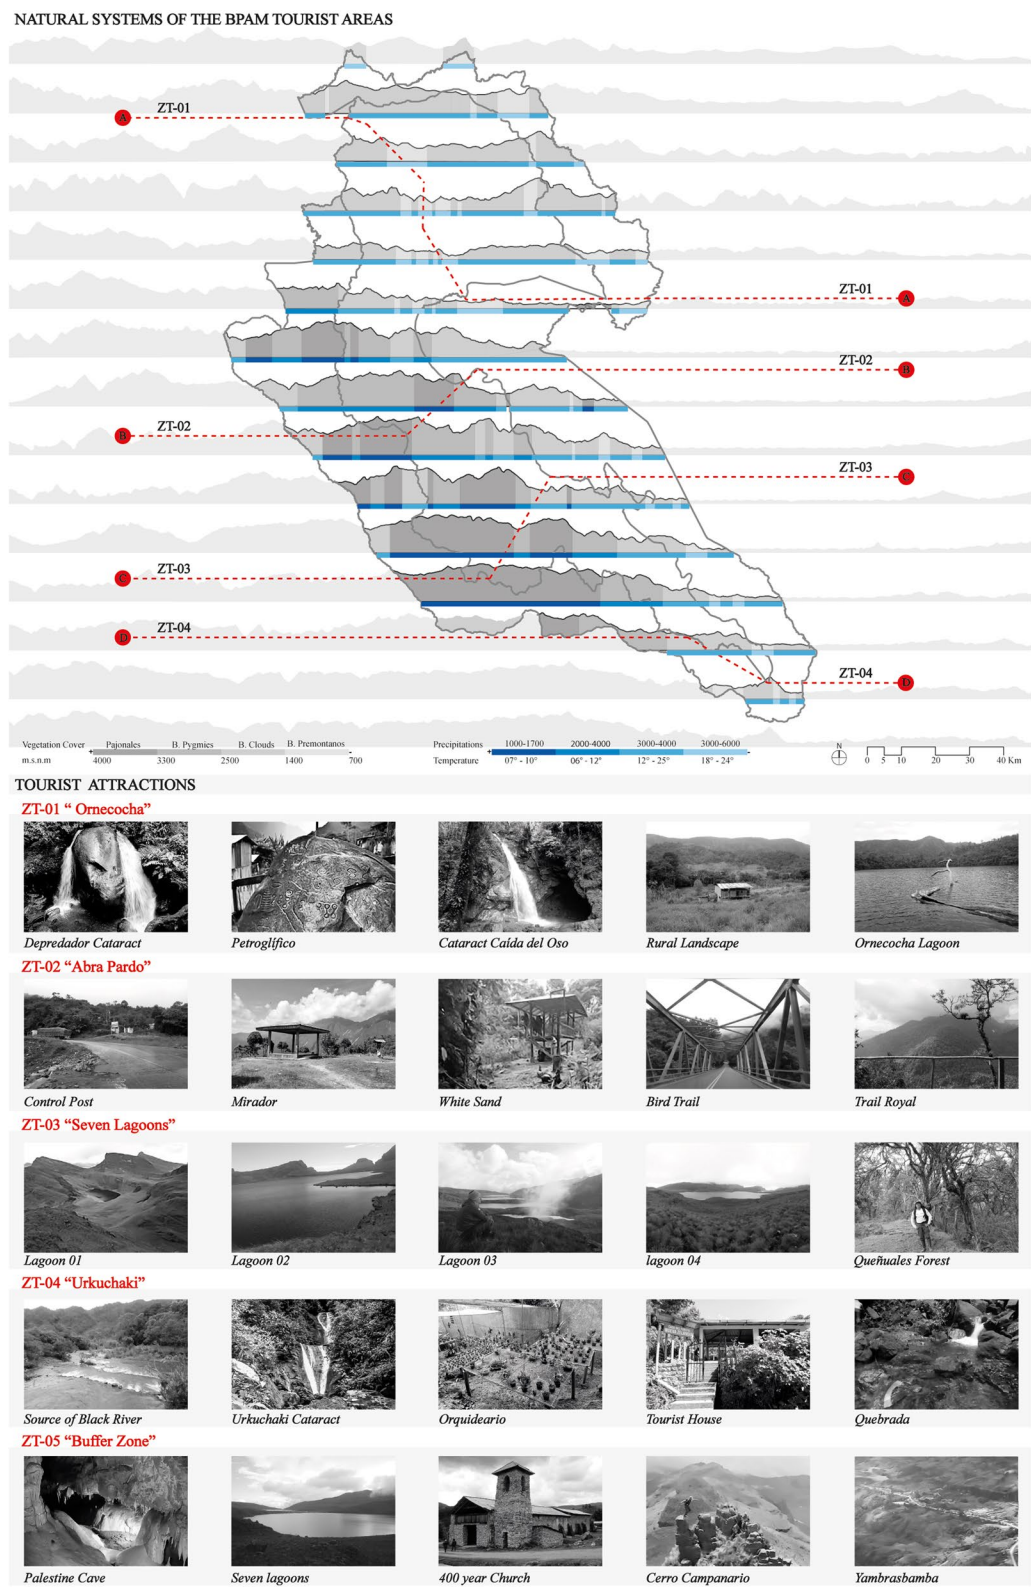 NATURAL SYSTEMS OF THE BPAM TOURIST AREAS
A ZT-01
ZT-01 A
ZT-02 B
B ZT-02
ZT-03 C
C ZT-03
D ZT-04
ZT-04 D
Vegetation Cover + Pajonales B. Pygmies B. Clouds B. Premontanos -
m.s.n.m 4000 3300 2500 1400 700
Precipitations + 1000-1700 2000-4000 3000-4000 3000-6000 -
Temperature 07° - 10° 06° - 12° 12° - 25° 18° - 24°
N
0 5 10 20 30 40 Km
TOURIST ATTRACTIONS
ZT-01 “ Ornecocha”
Depredador Cataract Petroglífico Cataract Caída del Oso Rural Landscape Ornecocha Lagoon
ZT-02 “Abra Pardo”
Control Post Mirador White Sand Bird Trail Trail Royal
ZT-03 “Seven Lagoons”
Lagoon 01 Lagoon 02 Lagoon 03 lagoon 04 Queñuales Forest
ZT-04 “Urkuchaki”
Source of Black River Urkuchaki Cataract Orquideario Tourist House Quebrada
ZT-05 “Buffer Zone”
Palestine Cave Seven lagoons 400 year Church Cerro Campanario Yambrasbamba